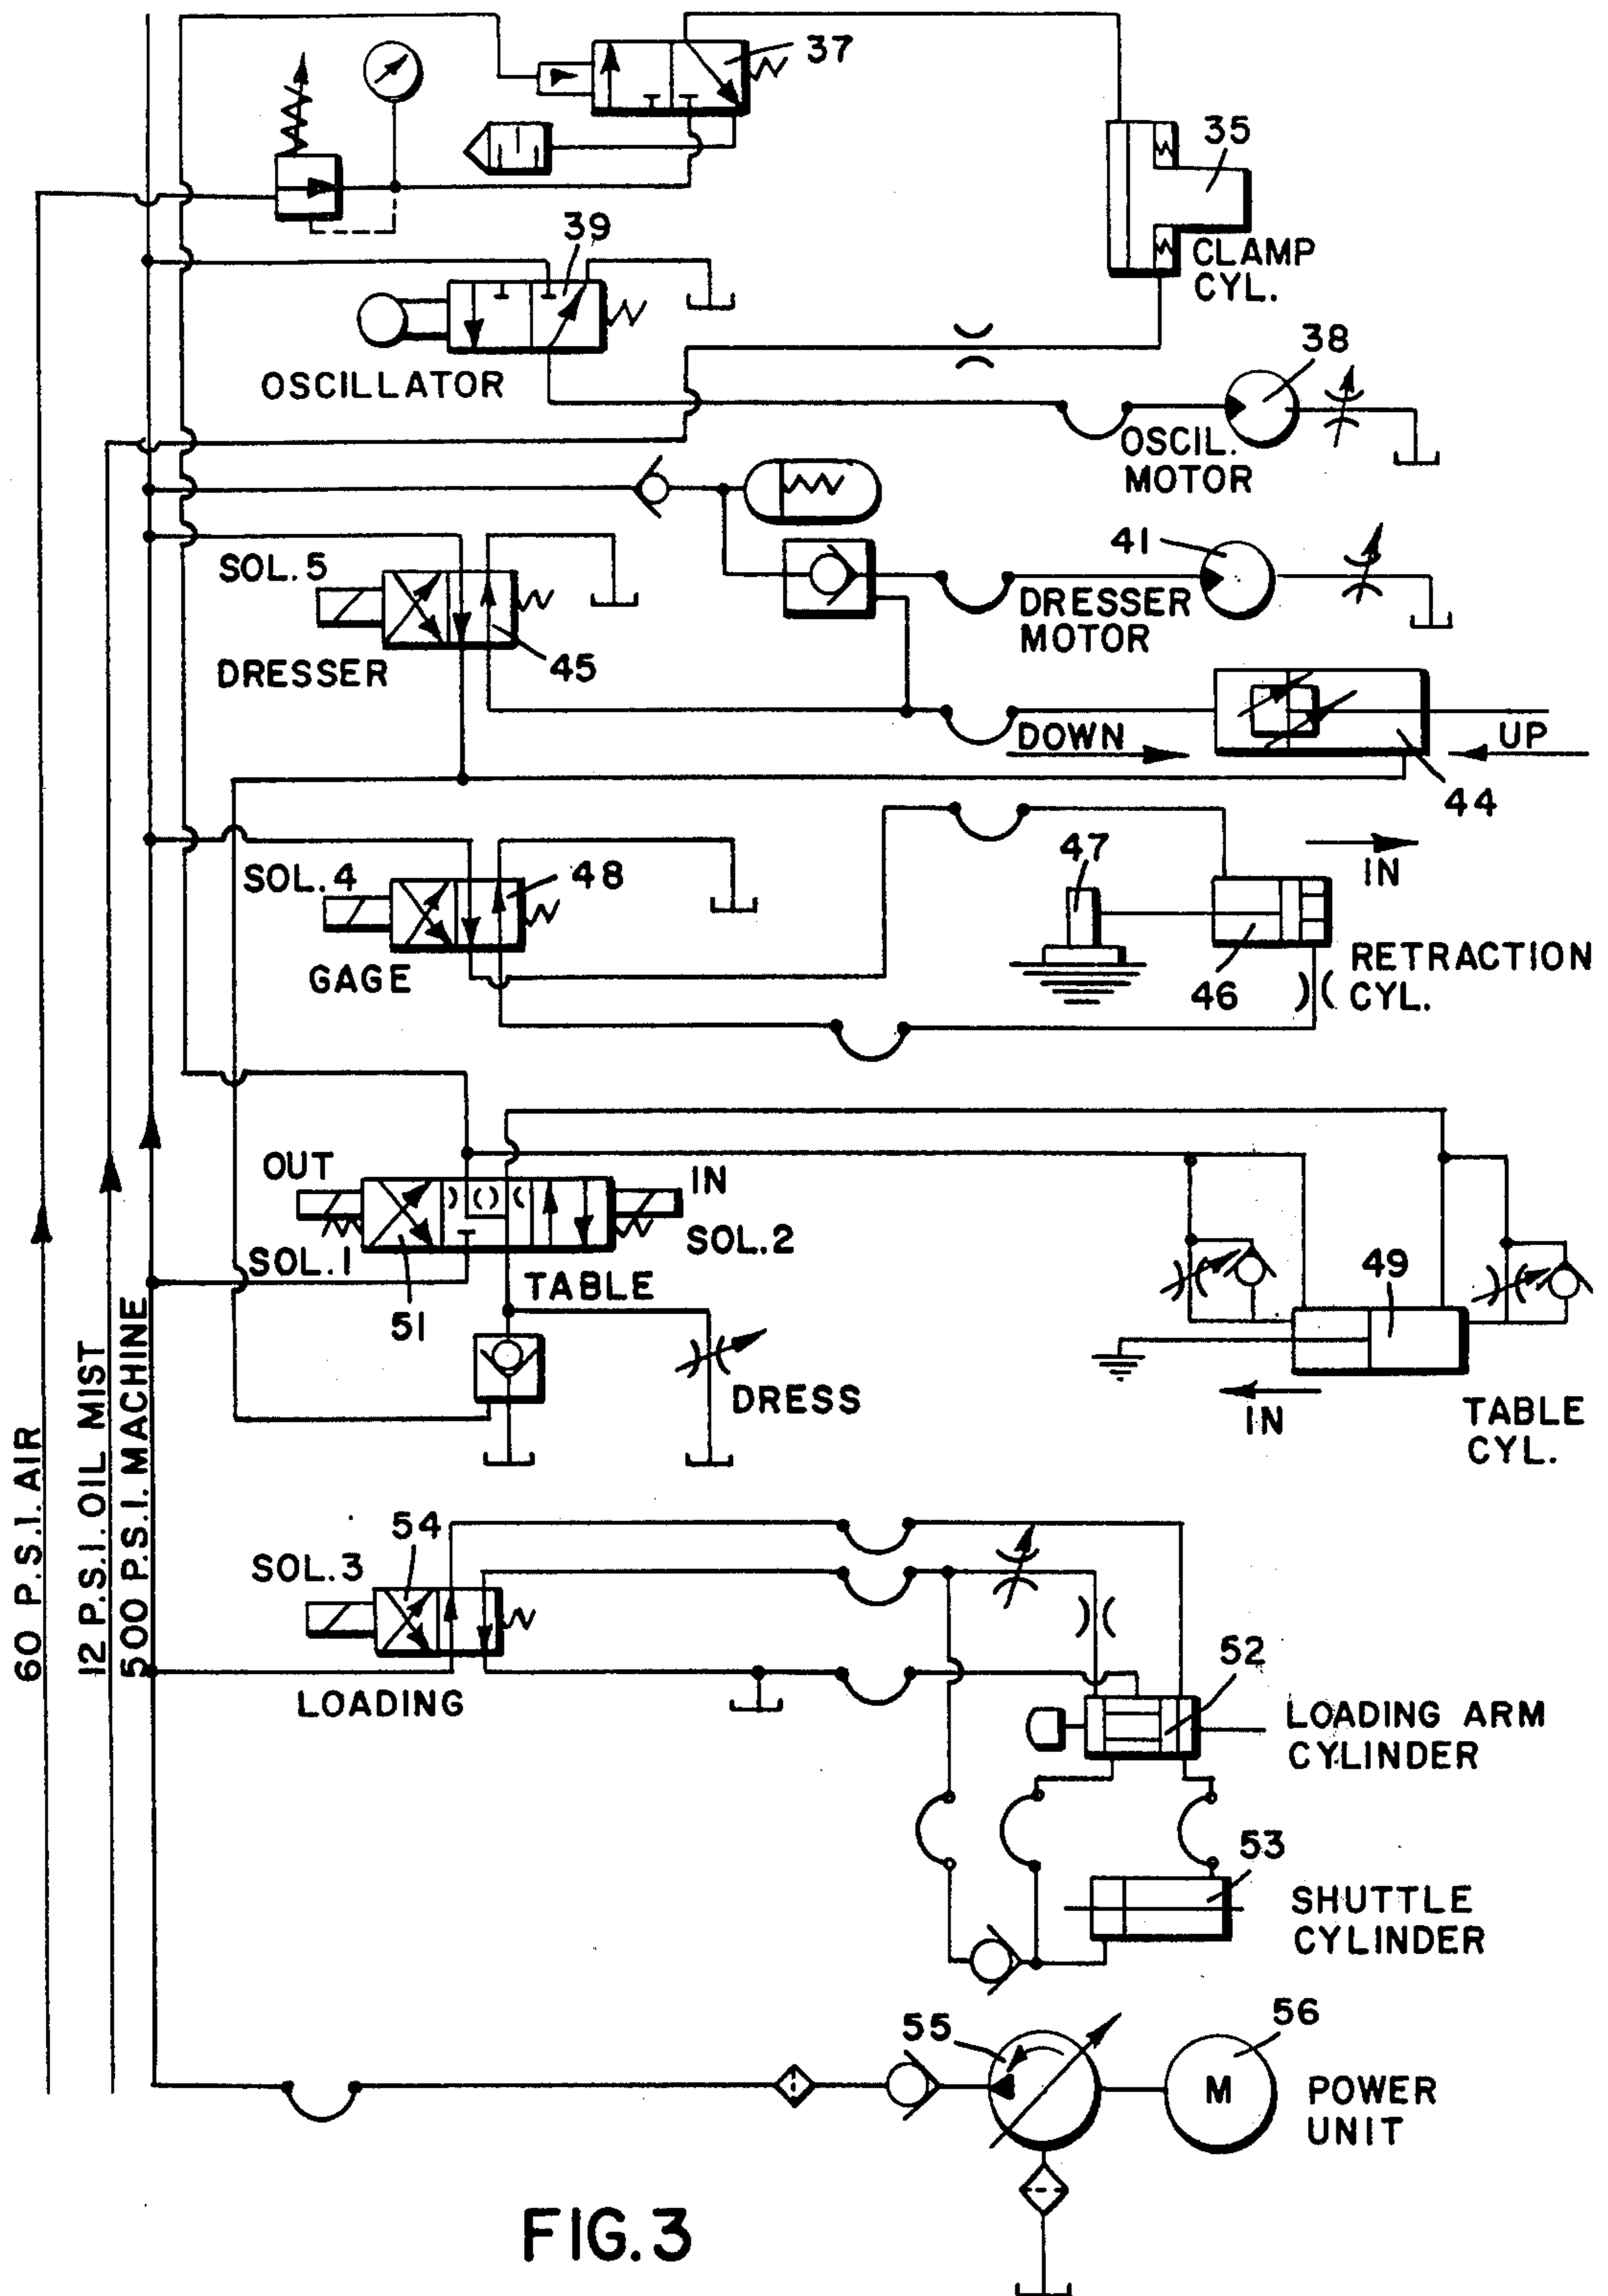 37
35
CLAMP
CYL.
39
OSCILLATOR
38
OSCIL.
MOTOR
SOL. 5
41
DRESSER
MOTOR
DRESSER
45
DOWN
UP
44
SOL. 4
48
47
IN
GAGE
46
RETRACTION
CYL.
OUT
IN
SOL. 1
SOL. 2
TABLE
51
49
DRESS
IN
TABLE
CYL.
60 P.S.I. AIR
12 P.S.I. OIL MIST
500 P.S.I. MACHINE
54
SOL. 3
LOADING
52
LOADING ARM
CYLINDER
53
SHUTTLE
CYLINDER
55
56
M
POWER
UNIT
FIG. 3